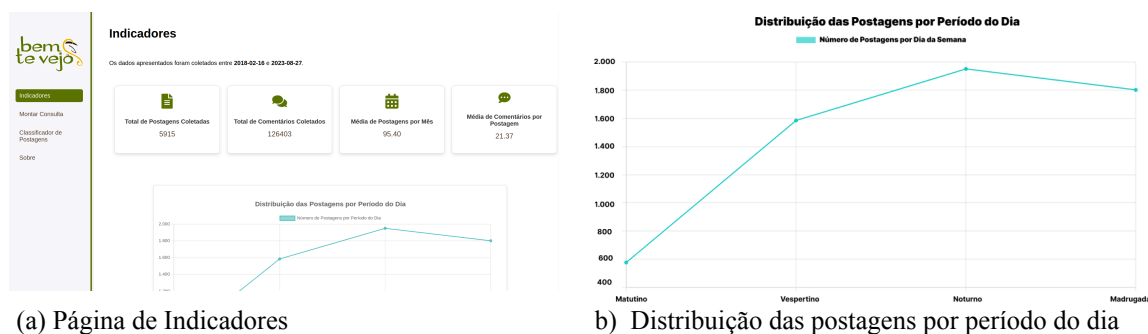 bem
te vejo
Indicadores
Montar Consulta
Classificador de
Postagens
Sobre
Indicadores
Os dados apresentados foram coletados entre 2018-02-16 e 2023-08-27.
Total de Postagens Coletadas
5915
Total de Comentários Coletados
126403
Média de Postagens por Mês
95.40
Média de Comentários por
Postagem
21.37
Distribuição das Postagens por Período do Dia
Número de Postagens por Período do Dia
2.000
1.800
1.600
1.400
1.200
(a) Página de Indicadores
Distribuição das Postagens por Período do Dia
Número de Postagens por Dia da Semana
2.000
1.800
1.600
1.400
1.200
1.000
800
600
400
Matutino
Vespertino
Noturno
Madrugada
b) Distribuição das postagens por período do dia